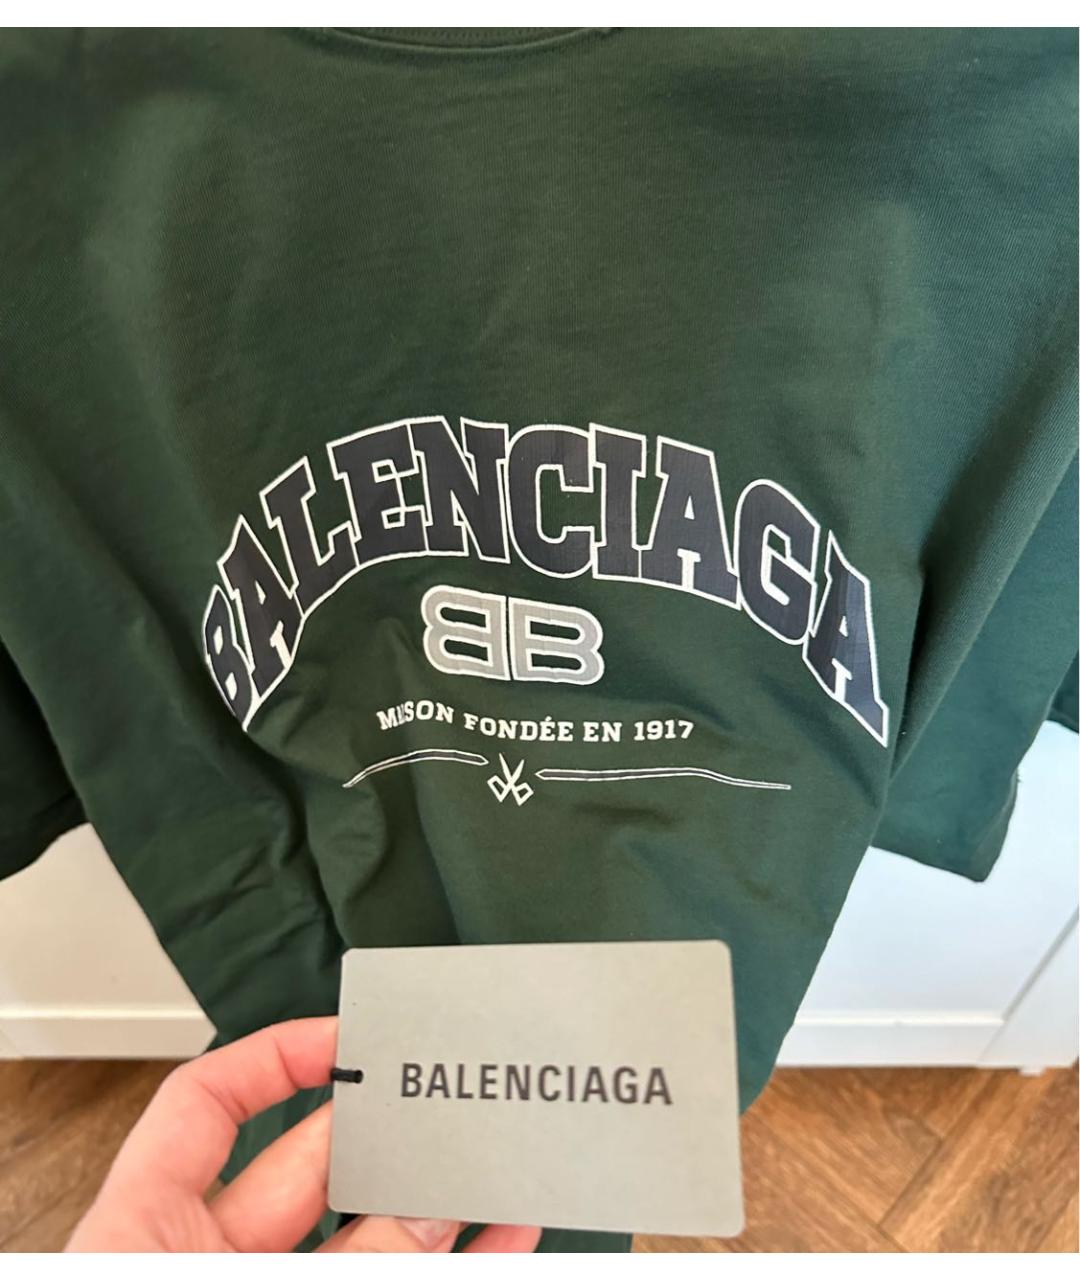 BALENCIAGA
BB
MAISON FONDÉE EN 1917
BALENCIAGA